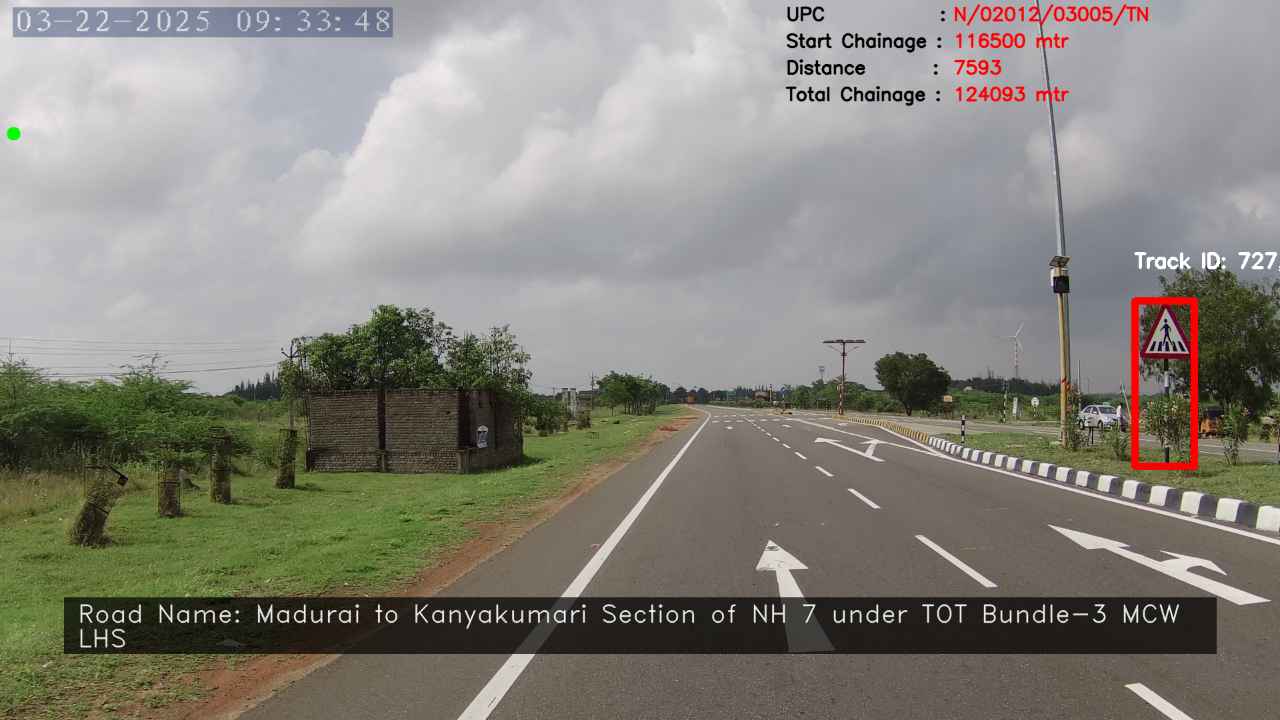 03-22-2025 09:33:48
UPC : N/02012/03005/TN
Start Chainage : 116500 mtr
Distance : 7593
Total Chainage : 124093 mtr
Track ID: 727
Road Name: Madurai to Kanyakumari Section of NH 7 under TOT Bundle-3 MCW
LHS